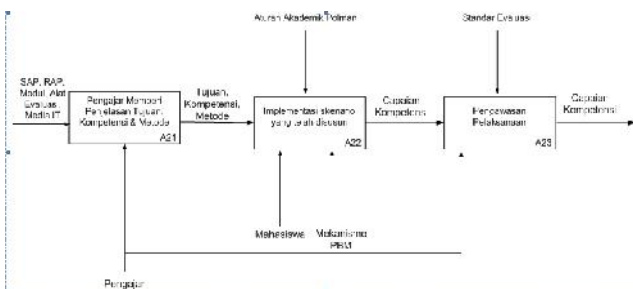 Aturan Akademik Polman
Standar Evaluasi
SAP, RAP,
Modul, Alat
Evaluasi
Media IT
Pengajar Memberi
Penjelasan Tujuan,
Kompetensi & Metode
A21
Tujuan,
Kompetensi,
Metode
Implementasi skenario
yang telah disusun
A22
Capaian
Kompetensi
Pengawasan
Pelaksanaan
A23
Capaian
Kompetensi
Mahasiswa
Mekanismo
PBM
Pengajar